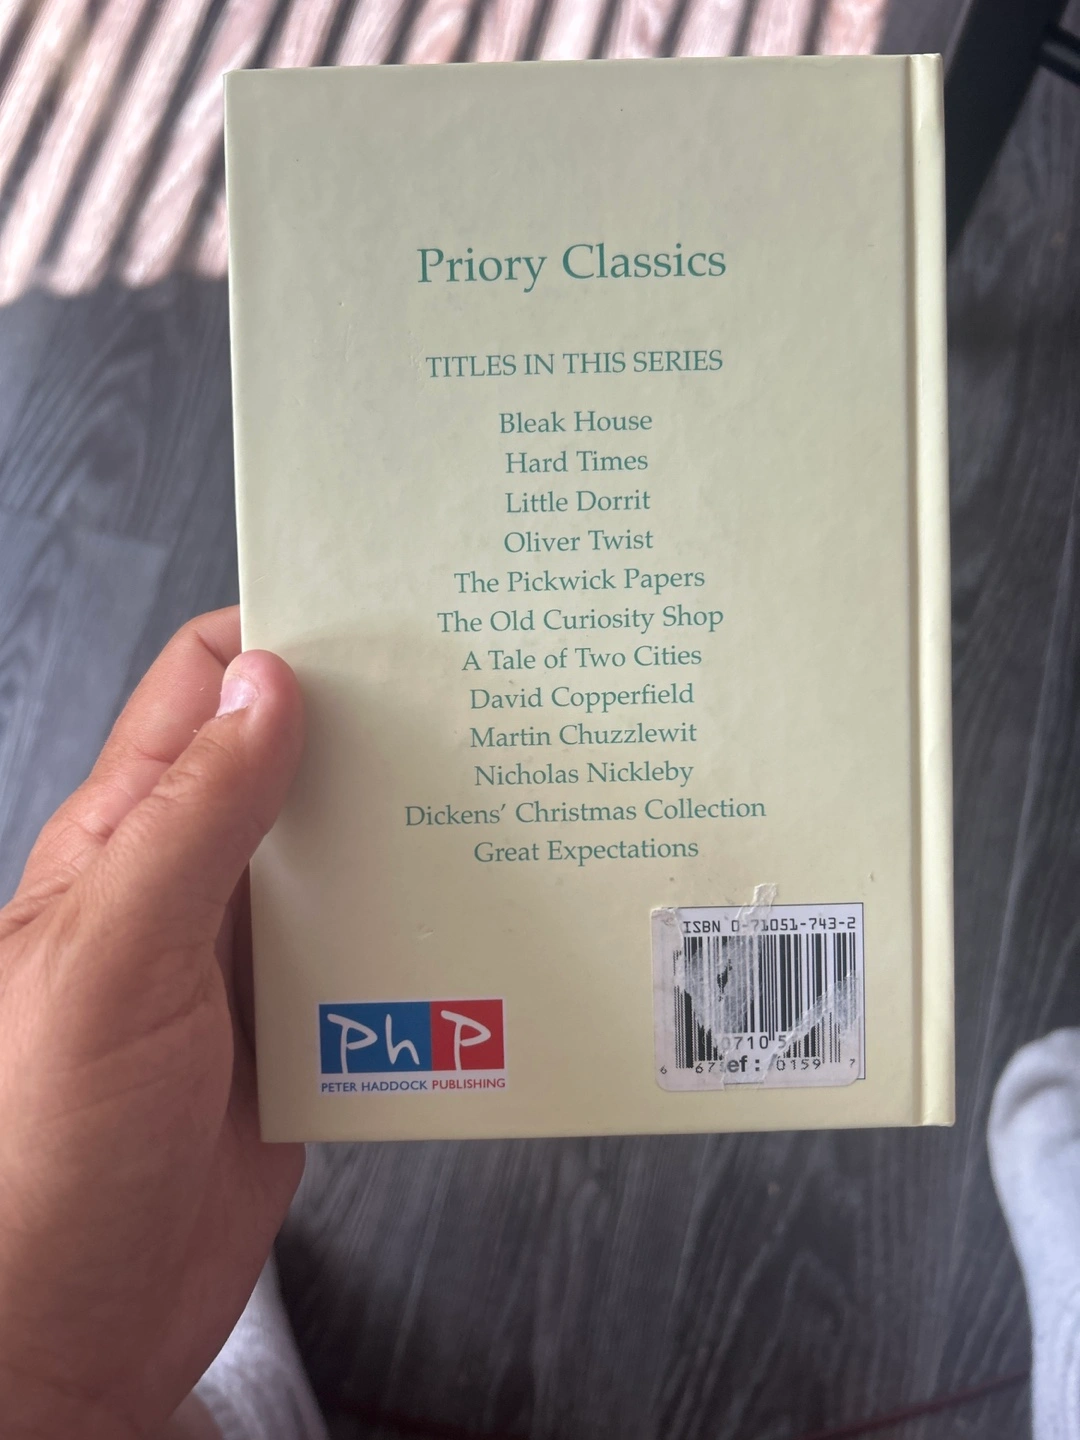 Priory Classics
TITLES IN THIS SERIES
Bleak House
Hard Times
Little Dorrit
Oliver Twist
The Pickwick Papers
The Old Curiosity Shop
A Tale of Two Cities
David Copperfield
Martin Chuzzlewit
Nicholas Nickleby
Dickens’ Christmas Collection
Great Expectations
ISBN 0-71051-743-2
PhP
PETER HADDOCK PUBLISHING